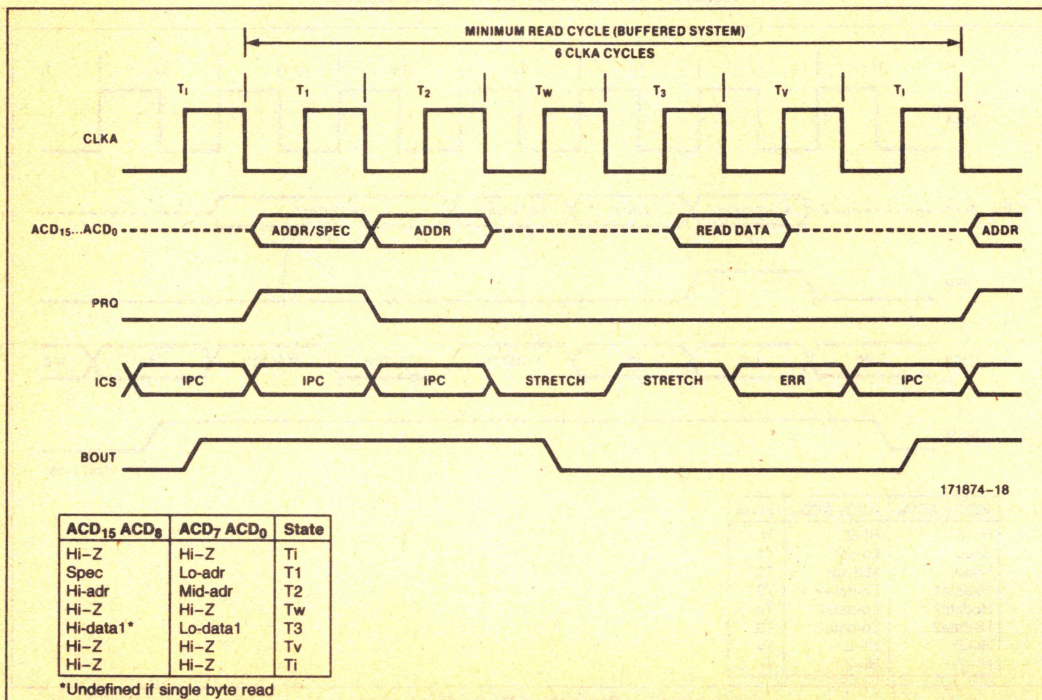 MINIMUM READ CYCLE (BUFFERED SYSTEM)
6 CLKA CYCLES
Ti T1 T2 TW T3 TV Ti
CLKA
ACD15...ACD0 ADDR/SPEC ADDR READ DATA ADDR
PRQ
ICS IPC IPC IPC STRETCH STRETCH ERR IPC
BOUT
171874–18
ACD15 ACD8 ACD7 ACD0 State
Hi–Z Hi–Z Ti
Spec Lo-adr T1
Hi-adr Mid-adr T2
Hi–Z Hi–Z Tw
Hi-data1* Lo-data1 T3
Hi–Z Hi–Z Tv
Hi–Z Hi–Z Ti
*Undefined if single byte read